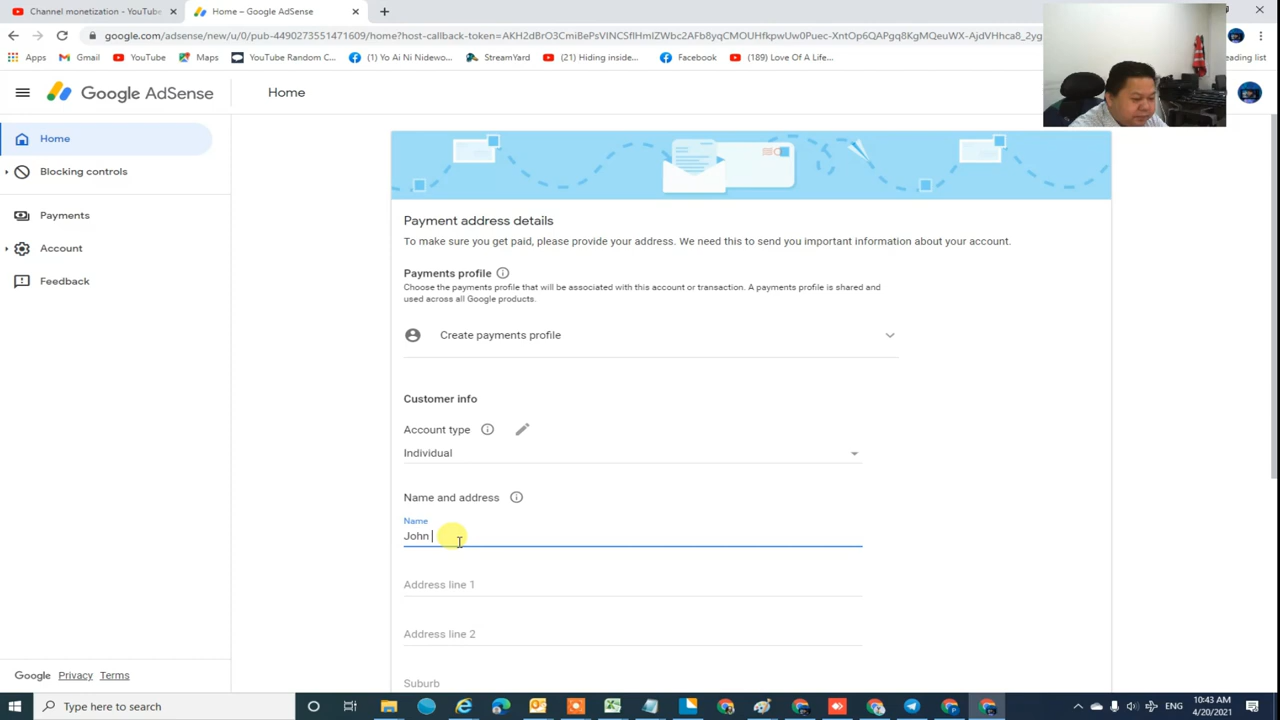 Channel monetization - YouTube
Home – Google AdSense
google.com/adsense/new/u/0/pub-4490273551471609/home?host-callback-token=
Apps
Gmail
YouTube
Maps
YouTube Random C...
(1) Yo Ai Ni Nidewo...
StreamYard
(21) Hiding inside...
Facebook
(189) Love Of A Life...
eading list
Google AdSense
Home
Home
Blocking controls
Payments
Account
Feedback
Payment address details
To make sure you get paid, please provide your address. We need this to send you important information about your account.
Payments profile
Choose the payments profile that will be associated with this account or transaction. A payments profile is shared and
used across all Google products.
Create payments profile
Customer info
Account type
Individual
Name and address
Name
John
Address line 1
Address line 2
Suburb
Google Privacy Terms
Type here to search
ENG
10:43 AM
4/20/2021